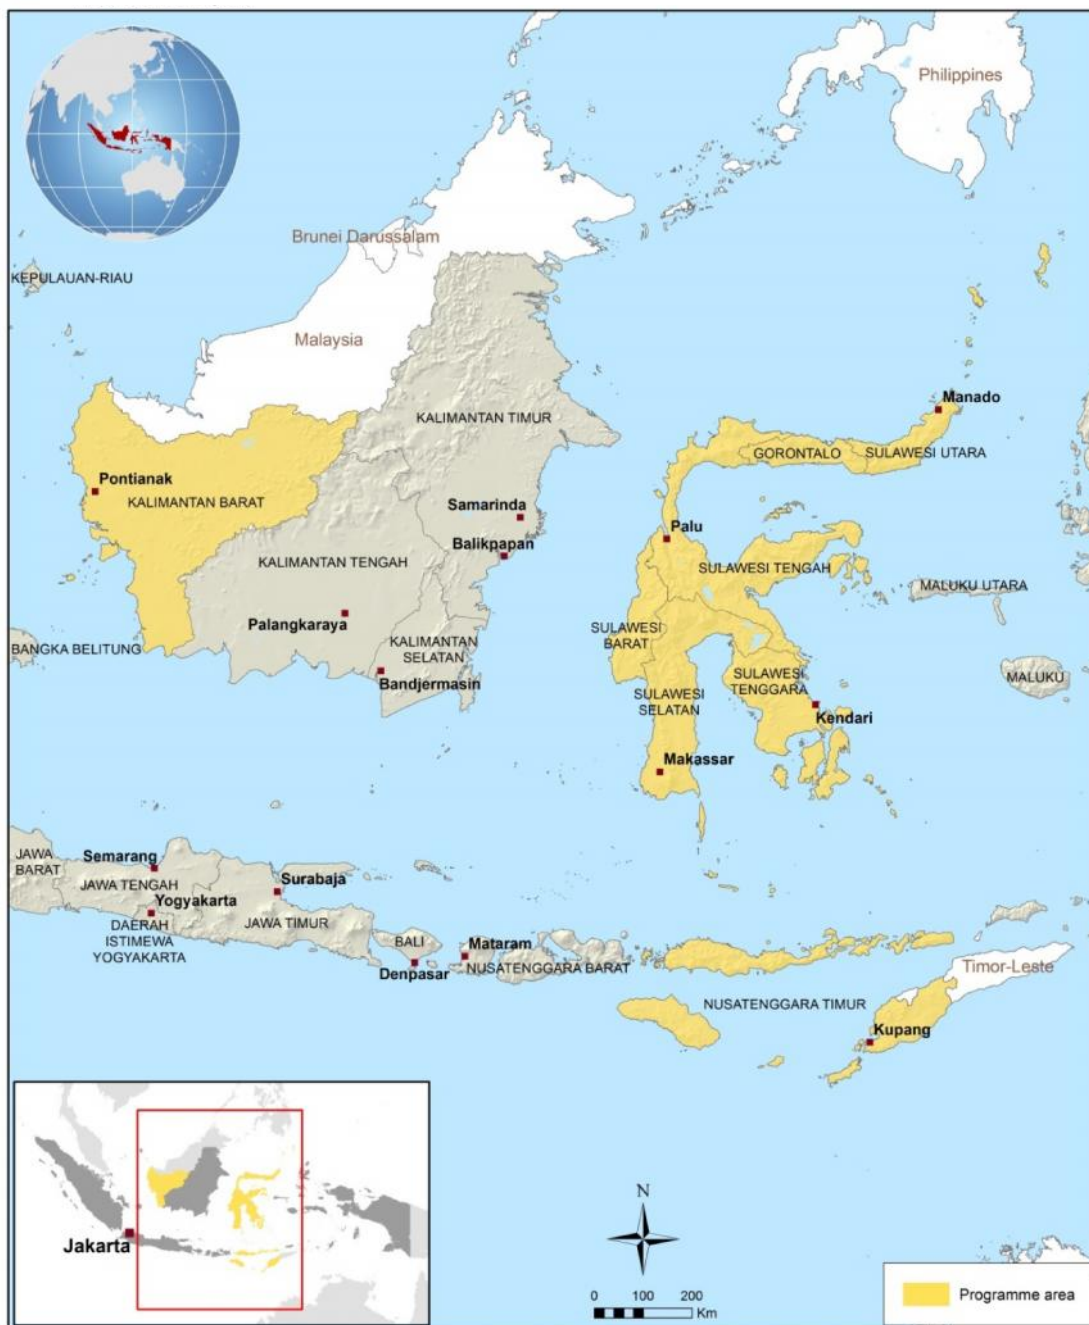 Philippines
Brunei Darussalam
KEPULAUAN-RIAU
Malaysia
Manado
KALIMANTAN TIMUR
GORONTALO
SULAWESI UTARA
Pontianak
KALIMANTAN BARAT
Samarinda
Palu
Balikpapan
KALIMANTAN TENGAH
SULAWESI TENGAH
MALUKU UTARA
Palangkaraya
SULAWESI
BARAT
BANGKA BELITUNG
KALIMANTAN
SELATAN
SULAWESI
TENGGARA
MALUKU
Bandjermasin
SULAWESI
SELATAN
Kendari
Makassar
JAWA
BARAT
Semarang
JAWA TENGAH
Surabaja
Yogyakarta
DAERAH
ISTIMEWA
YOGYAKARTA
JAWA TIMUR
BALI
Mataram
Denpasar
NUSATENGGARA BARAT
Timor-Leste
NUSATENGGARA TIMUR
Kupang
Jakarta
N
0 100 200
Km
Programme area